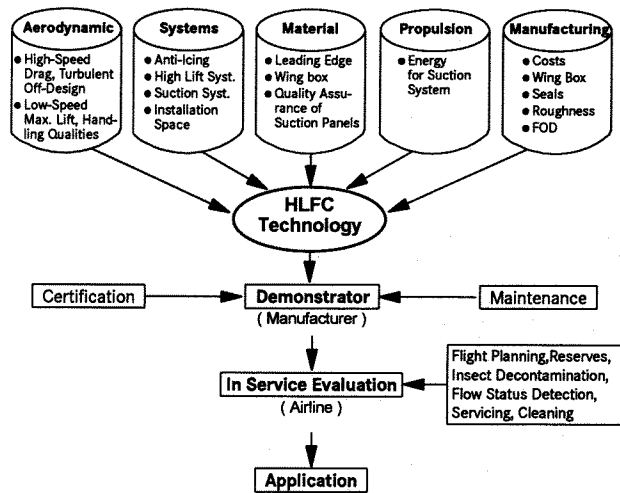 Aerodynamic
● High-Speed
Drag, Turbulent
Off-Design
● Low-Speed
Max. Lift, Hand-
ling Qualities
Systems
● Anti-Icing
● High Lift Syst.
● Suction Syst.
● Installation
Space
Material
● Leading Edge
● Wing box
● Quality Assu-
rance of
Suction Panels
Propulsion
● Energy
for Suction
System
Manufacturing
● Costs
● Wing Box
● Seals
● Roughness
● FOD
HLFC
Technology
Certification
Demonstrator
( Manufacturer )
Maintenance
In Service Evaluation
( Airline )
Flight Planning,Reserves,
Insect Decontamination,
Flow Status Detection,
Servicing, Cleaning
Application